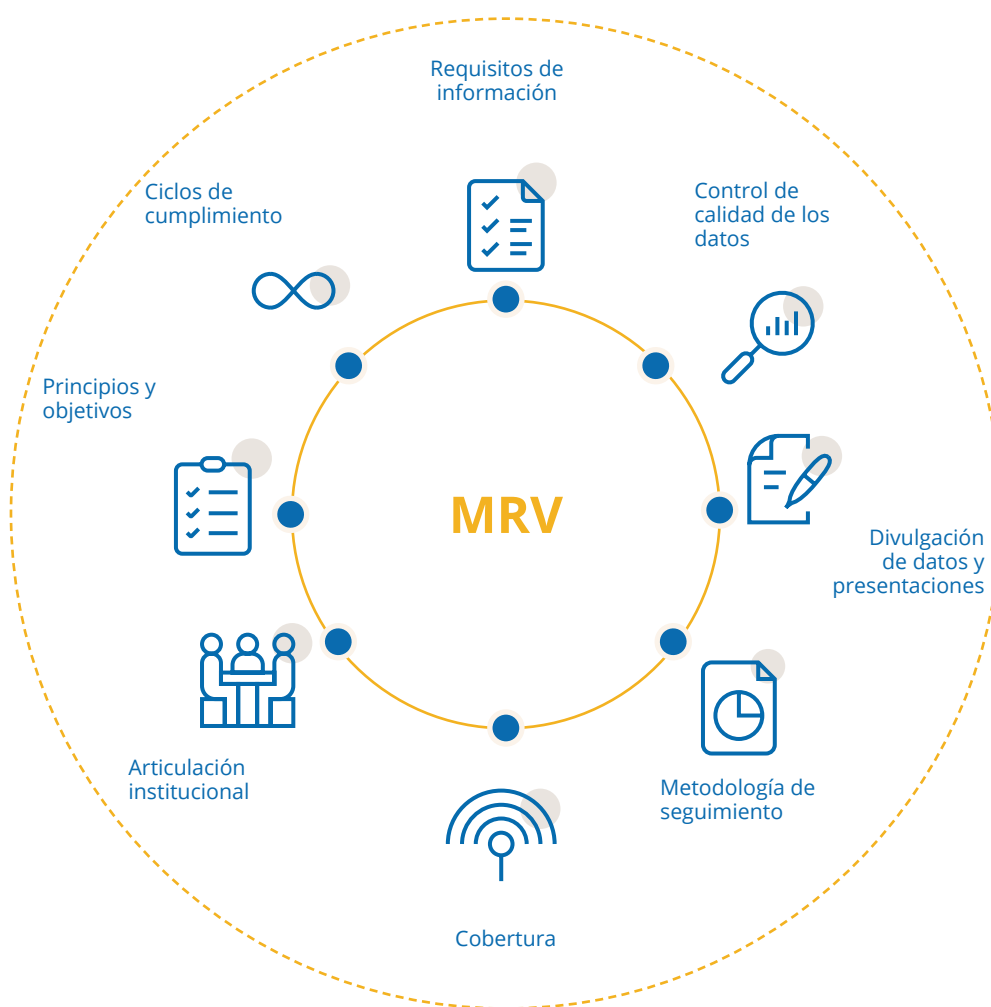 Requisitos de
información
Ciclos de
cumplimiento
Control de
calidad de los
datos
Principios y
objetivos
MRV
Divulgación
de datos y
presentaciones
Articulación
institucional
Metodología de
seguimiento
Cobertura